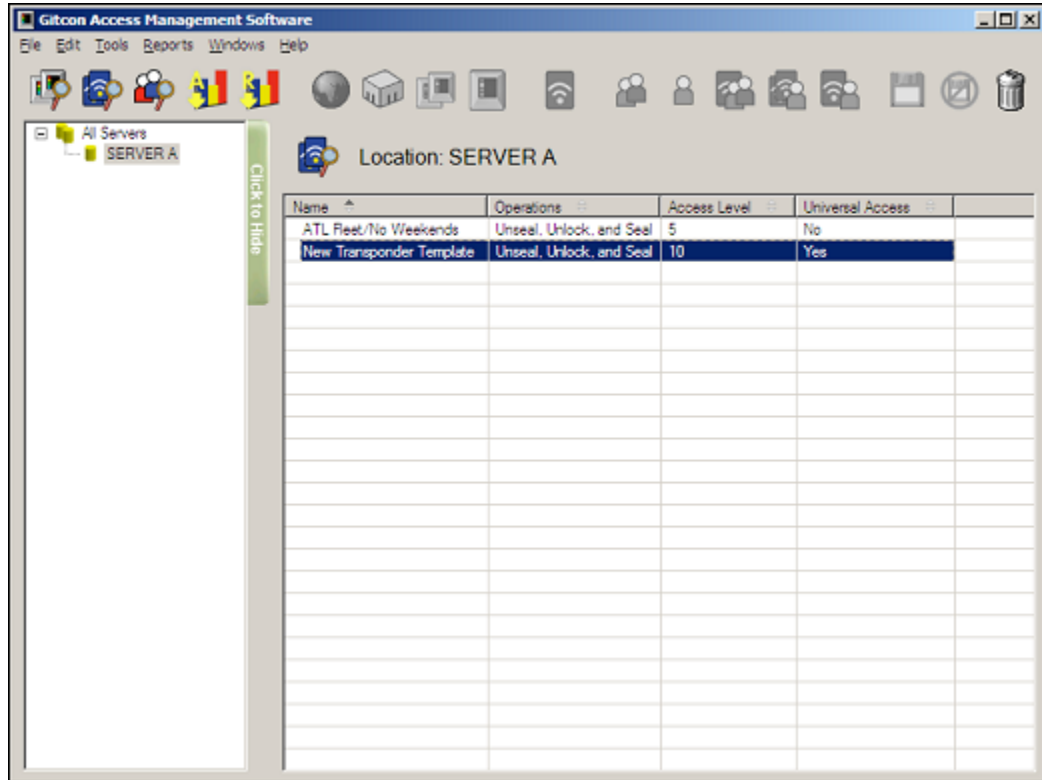 Gitcon Access Management Software
File Edit Tools Reports Windows Help
All Servers
SERVER A
Click to Hide
Location: SERVER A
Name Operations Access Level Universal Access
ATL Fleet/No Weekends Unseal, Unlock, and Seal 5 No
New Transponder Template Unseal, Unlock, and Seal 10 Yes